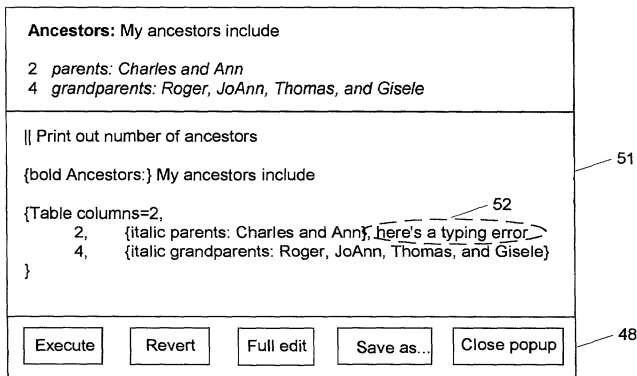 Ancestors: My ancestors include
2 parents: Charles and Ann
4 grandparents: Roger, JoAnn, Thomas, and Gisele
|| Print out number of ancestors
51
{bold Ancestors:} My ancestors include
52
{Table columns=2,
2, {italic parents: Charles and Ann}, here's a typing error
4, {italic grandparents: Roger, JoAnn, Thomas, and Gisele}
}
Execute Revert Full edit Save as... Close popup 48